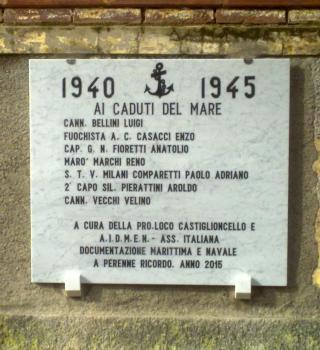 1940 1945
AI CADUTI DEL MARE
CANN. BELLINI LUIGI
FUOCHISTA A. C. CASACCI ENZO
CAP. G. N. FIORETTI ANATOLIO
MARO' MARCHI RENO
S. T. V. MILANI COMPARETTI PAOLO ADRIANO
2° CAPO SIL. PIERATTINI AROLDO
CANN. VECCHI VELINO
A CURA DELLA PRO-LOCO CASTIGLIONCELLO E
A.I.D.M.E.N.- ASS. ITALIANA
DOCUMENTAZIONE MARITTIMA E NAVALE
A PERENNE RICORDO. ANNO 2015